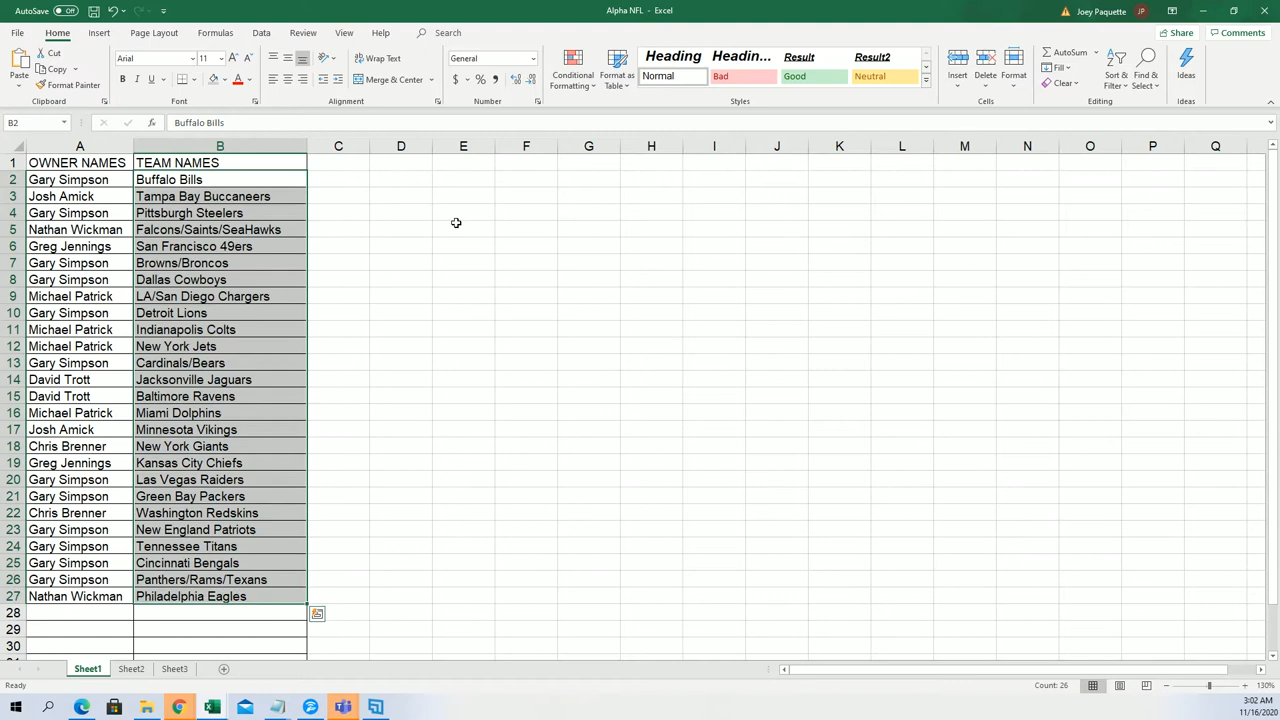 AutoSave Off
Alpha NFL - Excel
Joey Paquette JP
File Home Insert Page Layout Formulas Data Review View Help Search Share Comments
Paste Cut Copy Format Painter Clipboard
Arial 11 B I U A Font
ab Wrap Text Merge & Center Alignment
General $ % , Number
Conditional Formatting Format as Table
Heading Headin... Result Result2
Normal Bad Good Neutral
Styles
Insert Delete Format Cells
AutoSum Fill Clear Sort & Filter Find & Select Editing
Ideas Ideas
B2 fx Buffalo Bills
A B C D E F G H I J K L M N O P Q
1 OWNER NAMES TEAM NAMES
2 Gary Simpson Buffalo Bills
3 Josh Amick Tampa Bay Buccaneers
4 Gary Simpson Pittsburgh Steelers
5 Nathan Wickman Falcons/Saints/SeaHawks
6 Greg Jennings San Francisco 49ers
7 Gary Simpson Browns/Broncos
8 Gary Simpson Dallas Cowboys
9 Michael Patrick LA/San Diego Chargers
10 Gary Simpson Detroit Lions
11 Michael Patrick Indianapolis Colts
12 Michael Patrick New York Jets
13 Gary Simpson Cardinals/Bears
14 David Trott Jacksonville Jaguars
15 David Trott Baltimore Ravens
16 Michael Patrick Miami Dolphins
17 Josh Amick Minnesota Vikings
18 Chris Brenner New York Giants
19 Greg Jennings Kansas City Chiefs
20 Gary Simpson Las Vegas Raiders
21 Gary Simpson Green Bay Packers
22 Chris Brenner Washington Redskins
23 Gary Simpson New England Patriots
24 Gary Simpson Tennessee Titans
25 Gary Simpson Cincinnati Bengals
26 Gary Simpson Panthers/Rams/Texans
27 Nathan Wickman Philadelphia Eagles
28
29
30
Sheet1 Sheet2 Sheet3
Ready Count: 26 130%
3:02 AM
11/16/2020